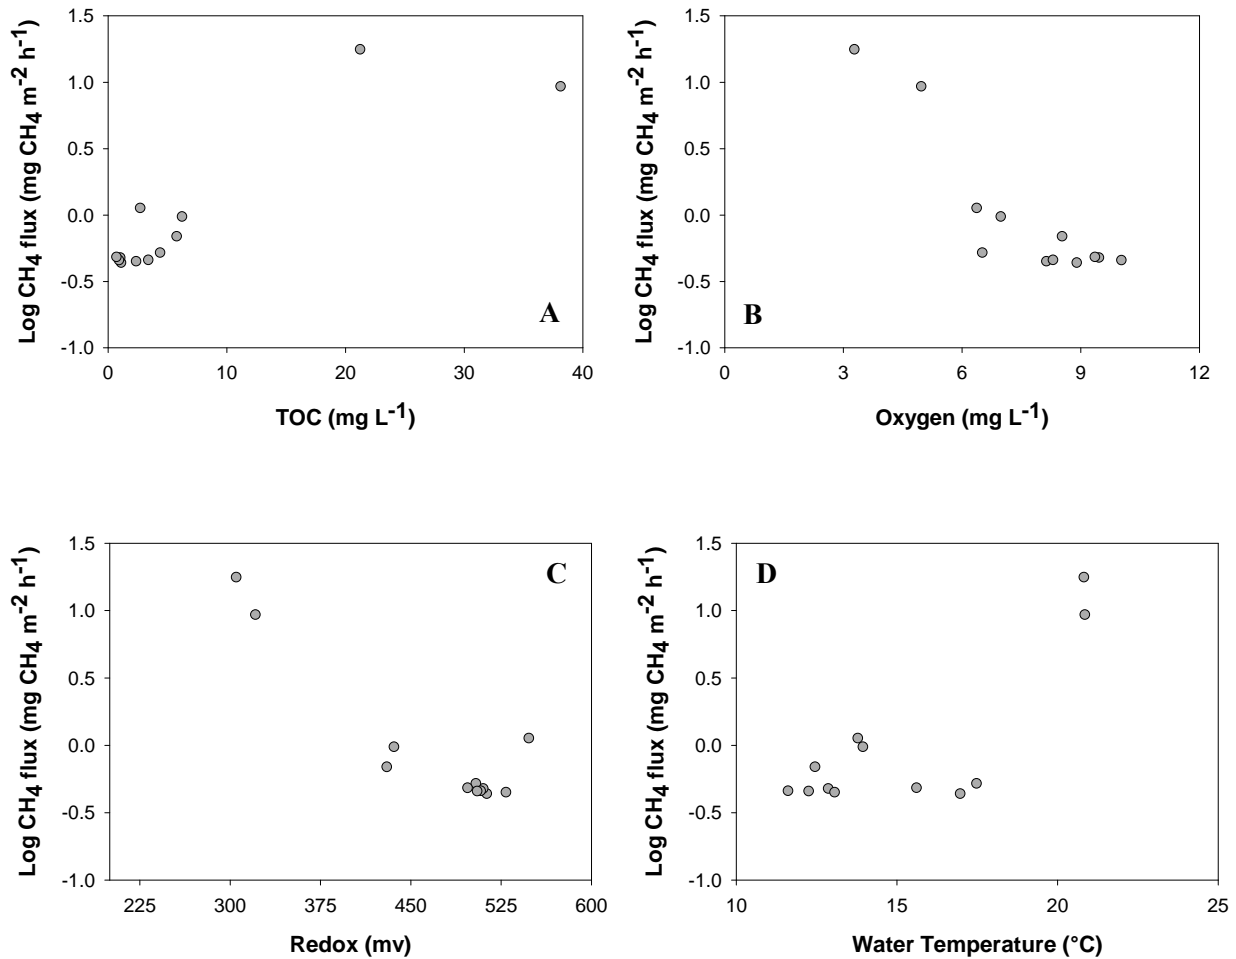 Log CH4 flux (mg CH4 m-2 h-1)
1.5
1.0
0.5
0.0
-0.5
-1.0
0 10 20 30 40
TOC (mg L-1)
A
Log CH4 flux (mg CH4 m-2 h-1)
1.5
1.0
0.5
0.0
-0.5
-1.0
0 3 6 9 12
Oxygen (mg L-1)
B
Log CH4 flux (mg CH4 m-2 h-1)
1.5
1.0
0.5
0.0
-0.5
-1.0
225 300 375 450 525 600
Redox (mv)
C
Log CH4 flux (mg CH4 m-2 h-1)
1.5
1.0
0.5
0.0
-0.5
-1.0
10 15 20 25
Water Temperature (°C)
D